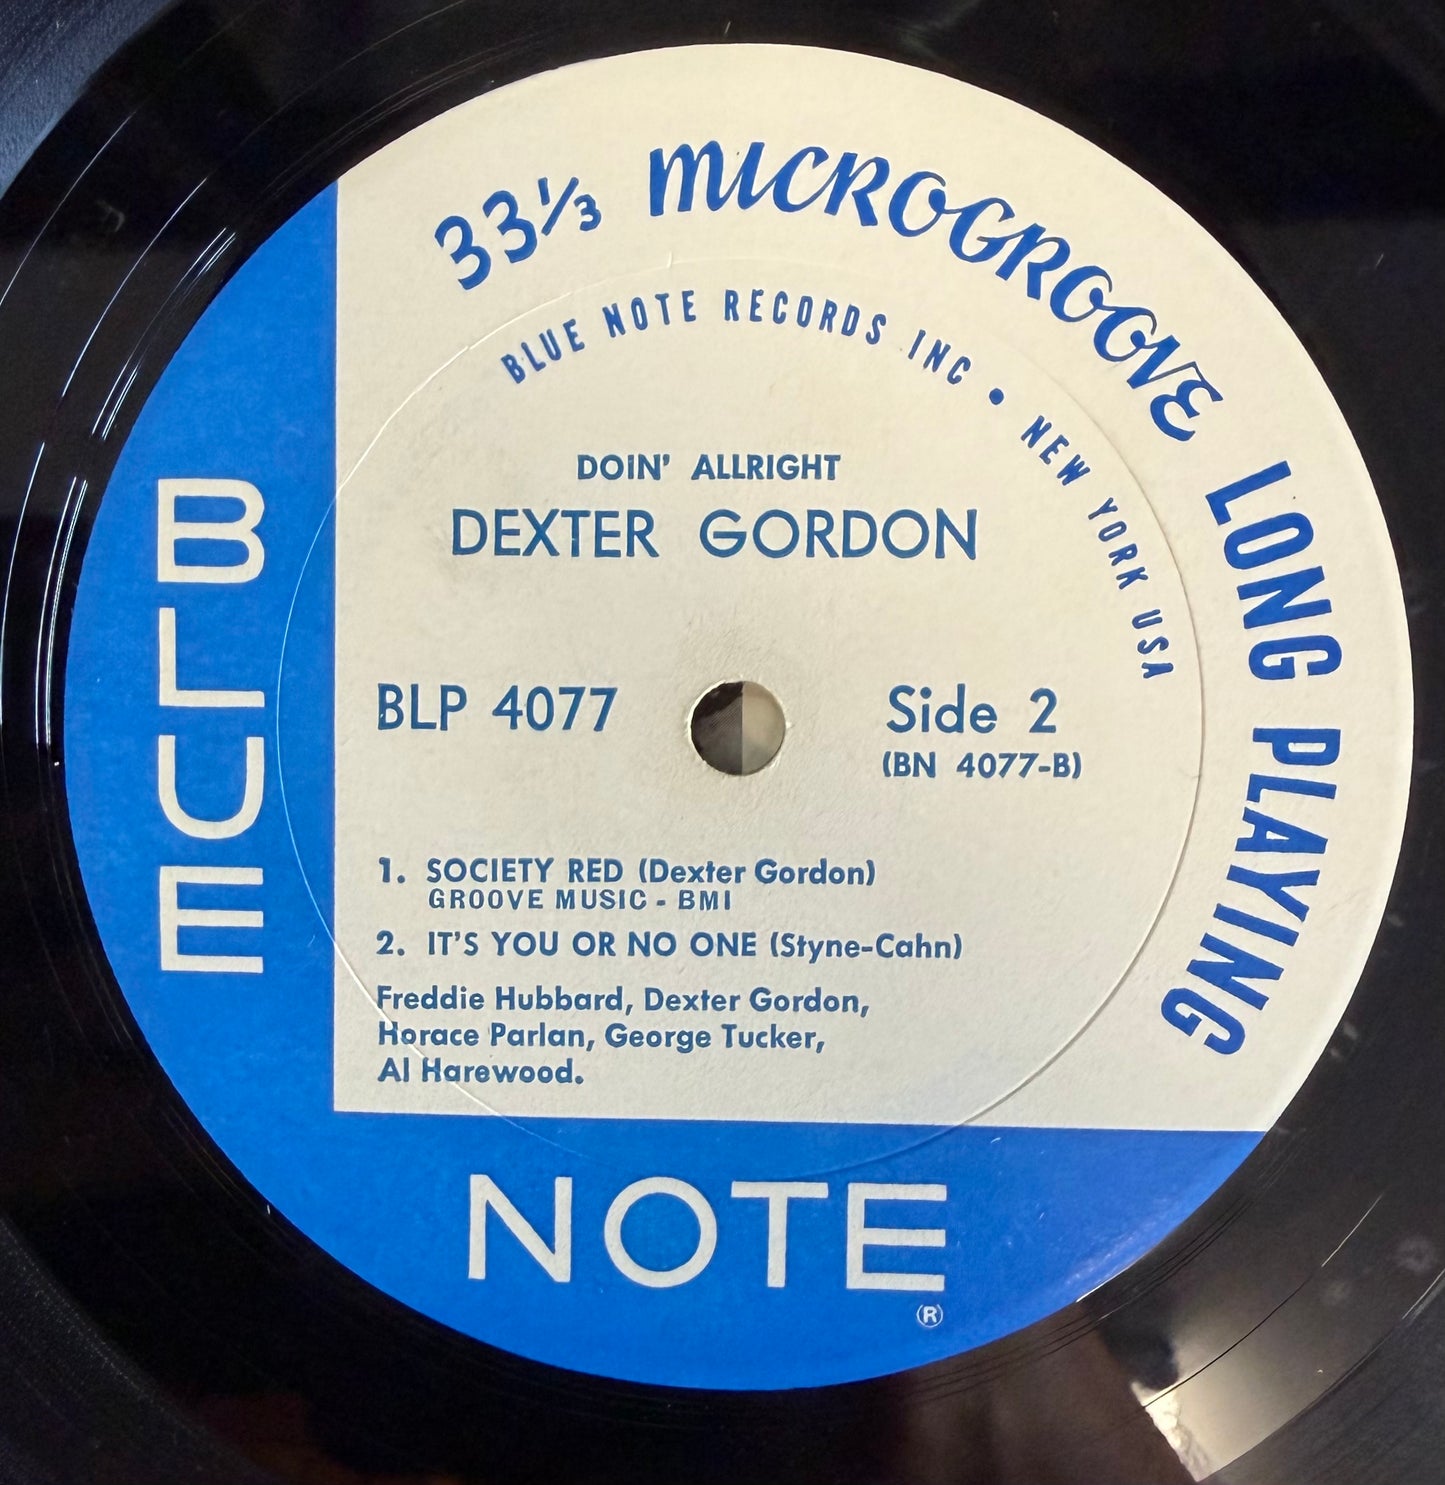 33⅓ MICROGROOVE LONG PLAYING
BLUE NOTE RECORDS INC • NEW YORK USA
DOIN' ALLRIGHT
DEXTER GORDON
BLP 4077
Side 2
(BN 4077-B)
1. SOCIETY RED (Dexter Gordon)
GROOVE MUSIC - BMI
2. IT'S YOU OR NO ONE (Styne-Cahn)
Freddie Hubbard, Dexter Gordon,
Horace Parlan, George Tucker,
Al Harewood.
BLUE
NOTE
®